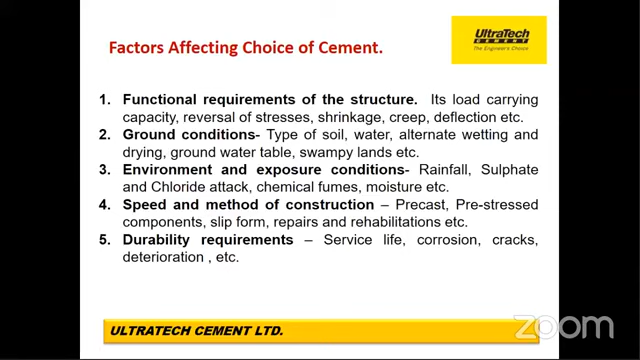 Factors Affecting Choice of Cement.
UltraTech
CEMENT
The Engineer's Choice
1. Functional requirements of the structure. Its load carrying
capacity, reversal of stresses, shrinkage, creep, deflection etc.
2. Ground conditions- Type of soil, water, alternate wetting and
drying, ground water table, swampy lands etc.
3. Environment and exposure conditions- Rainfall, Sulphate
and Chloride attack, chemical fumes, moisture etc.
4. Speed and method of construction – Precast, Pre-stressed
components, slip form, repairs and rehabilitations etc.
5. Durability requirements – Service life, corrosion, cracks,
deterioration , etc.
ULTRATECH CEMENT LTD.
zoom